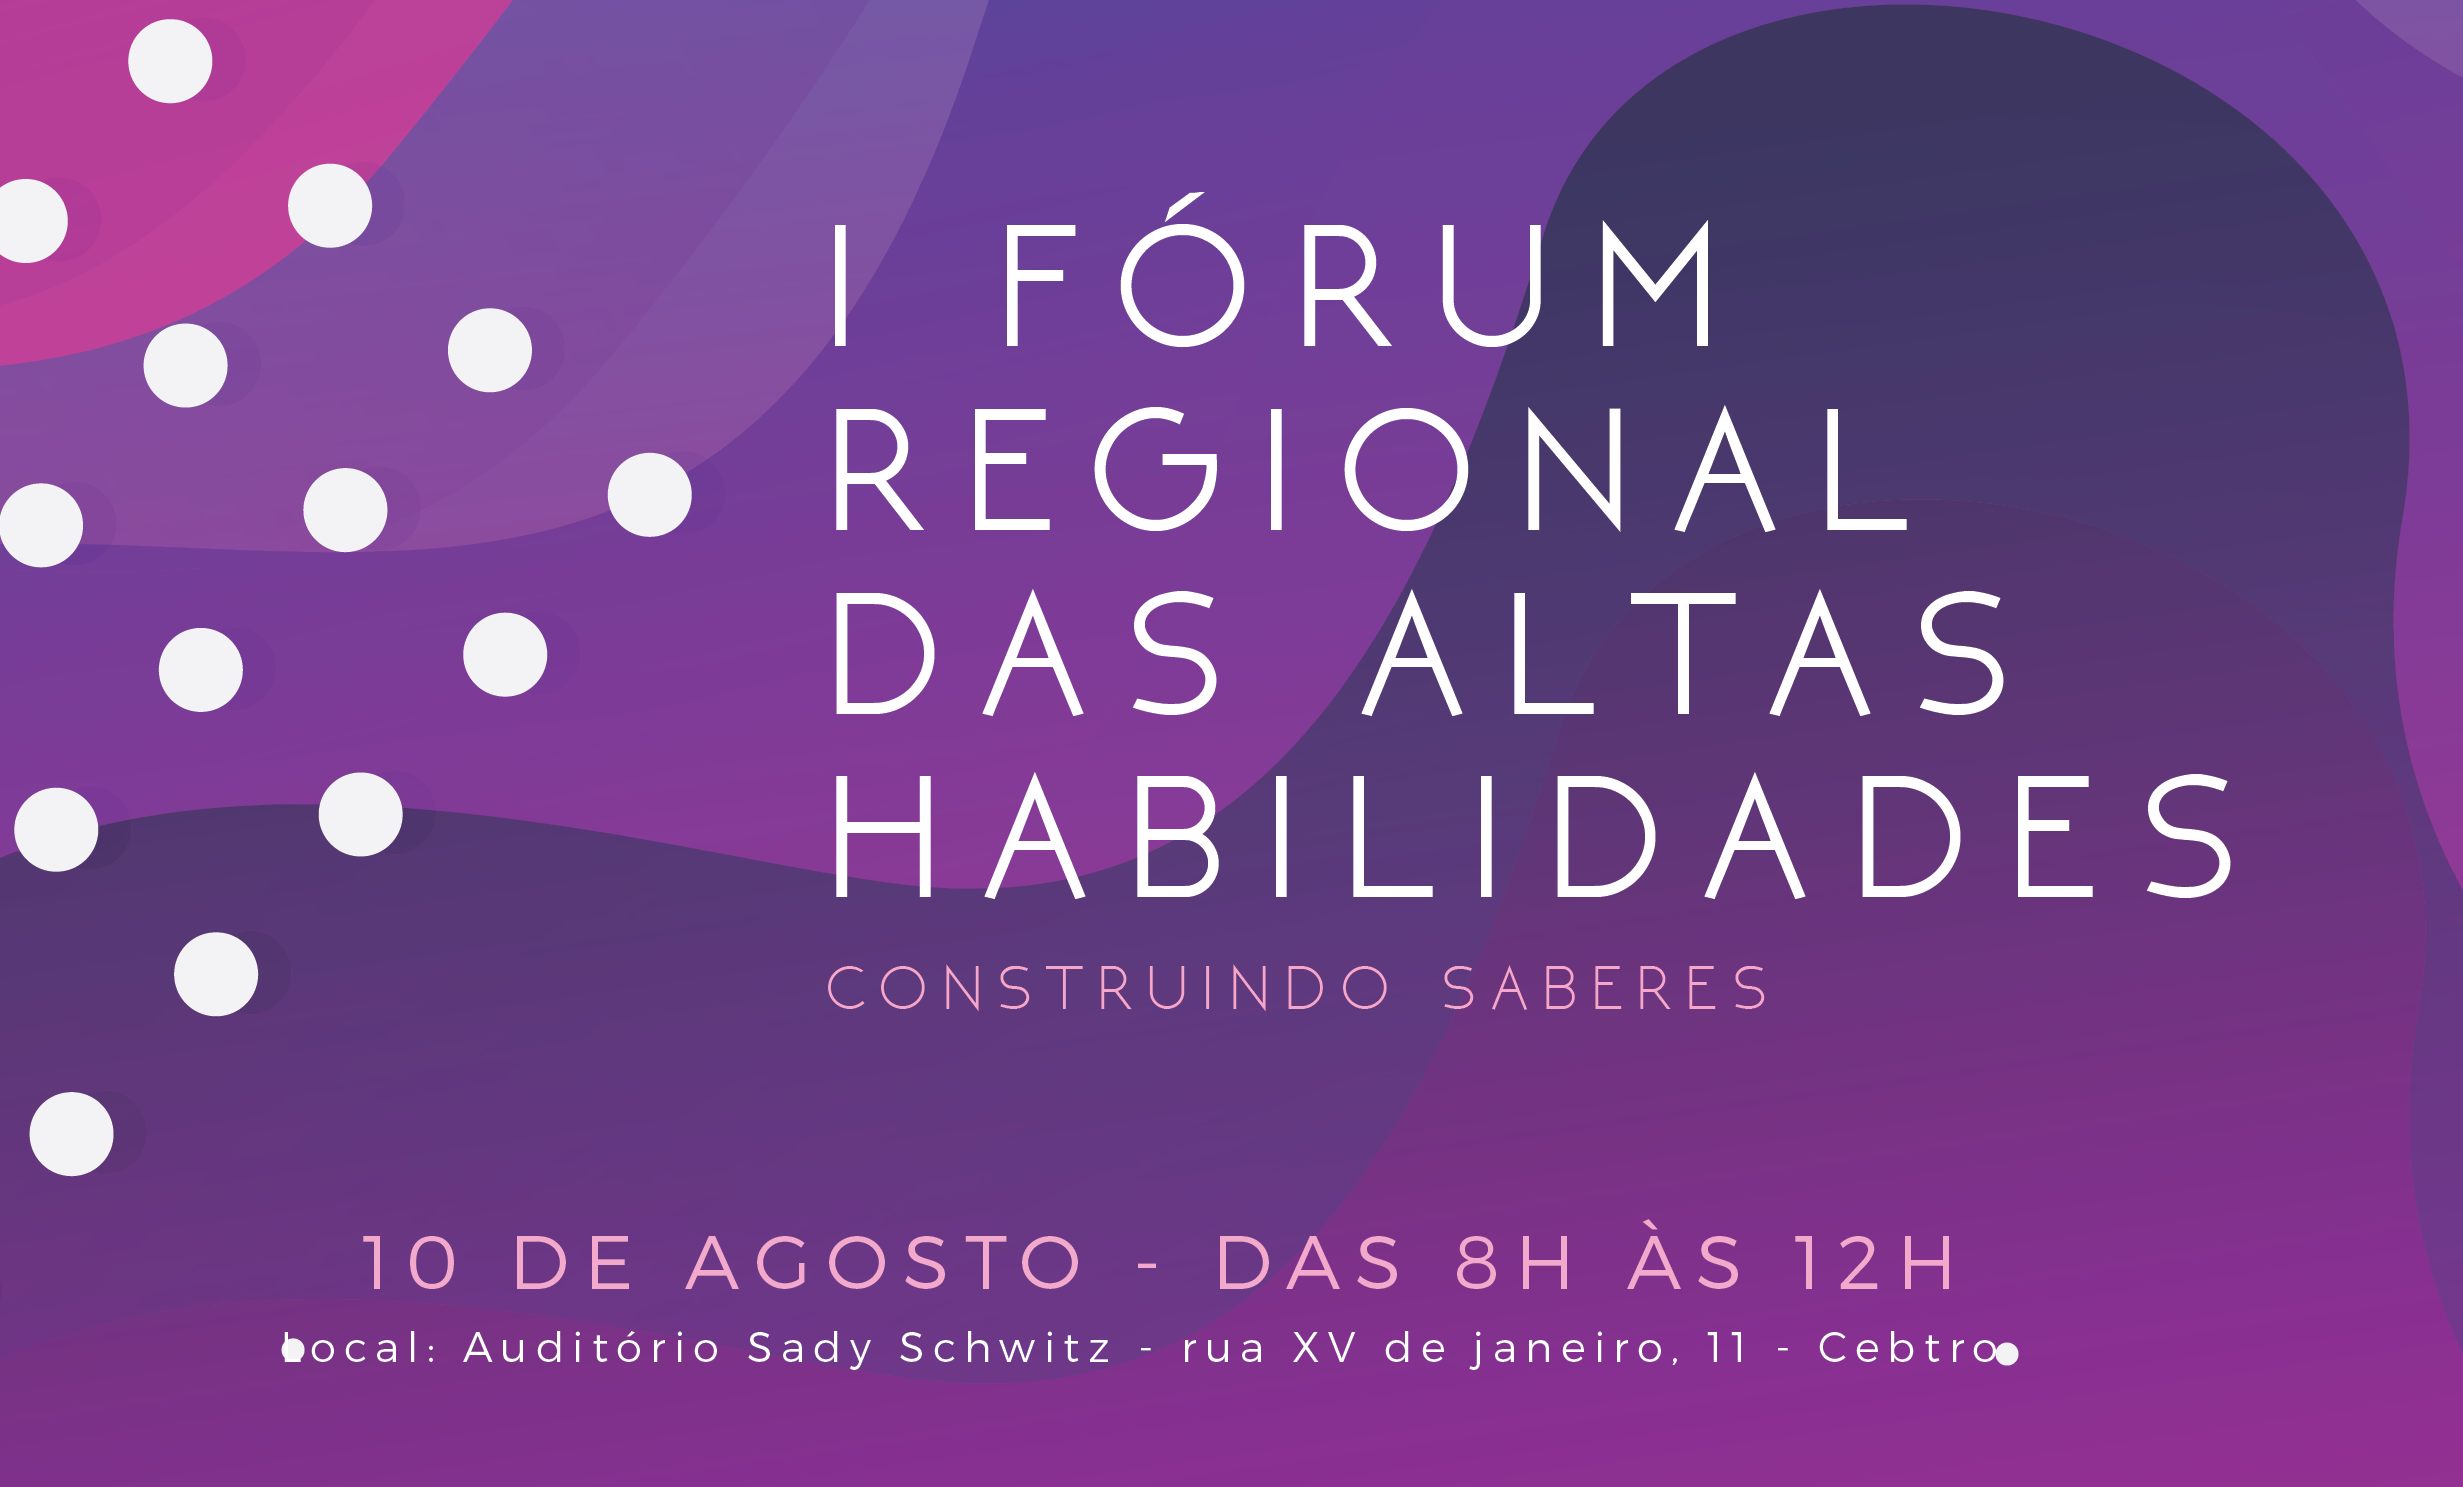 I FÓRUM
REGIONAL
DAS ALTAS
HABILIDADES
CONSTRUINDO SABERES
10 DE AGOSTO - DAS 8H ÀS 12H
Local: Auditório Sady Schwitz - rua XV de janeiro, 11 - Cebtro